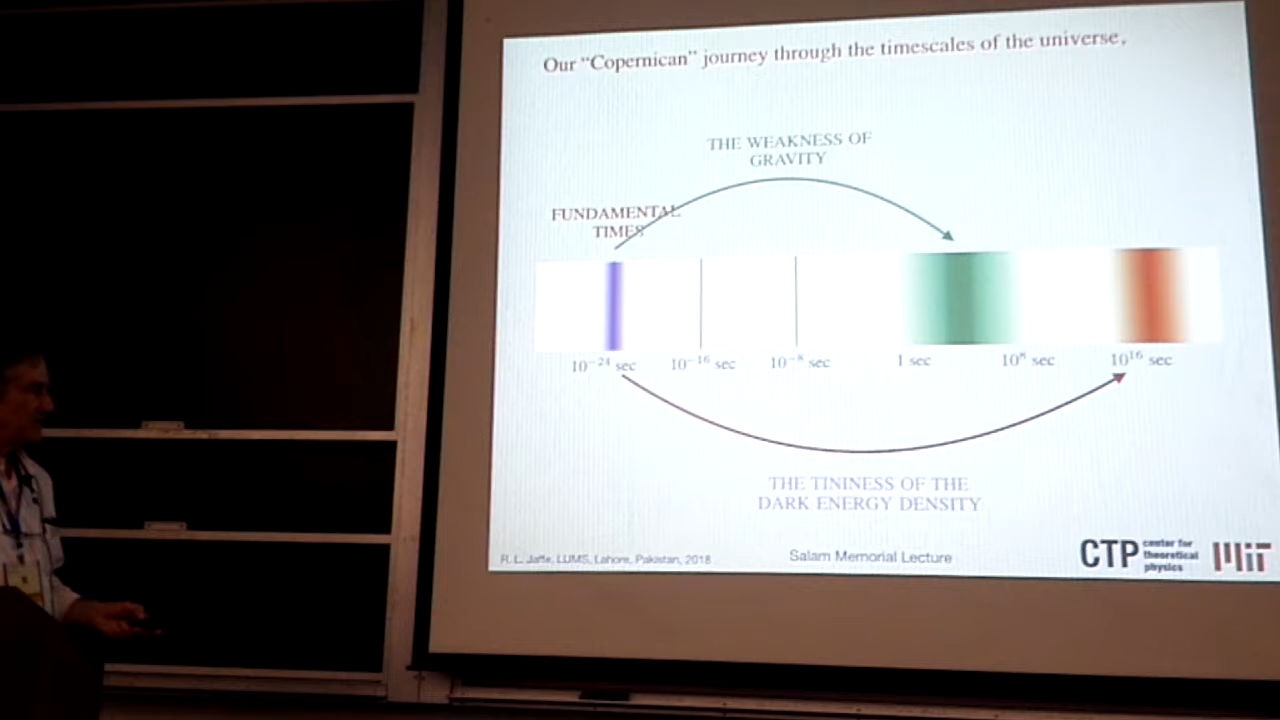 Our “Copernican” journey through the timescales of the universe.
THE WEAKNESS OF
GRAVITY
FUNDAMENTAL
TIMES
10⁻²⁴ sec 10⁻¹⁶ sec 10⁻⁸ sec 1 sec 10⁸ sec 10¹⁶ sec
THE TININESS OF THE
DARK ENERGY DENSITY
R. L. Jaffe, LUMS, Lahore, Pakistan, 2018 Salam Memorial Lecture
CTP center for
theoretical
physics
MIT